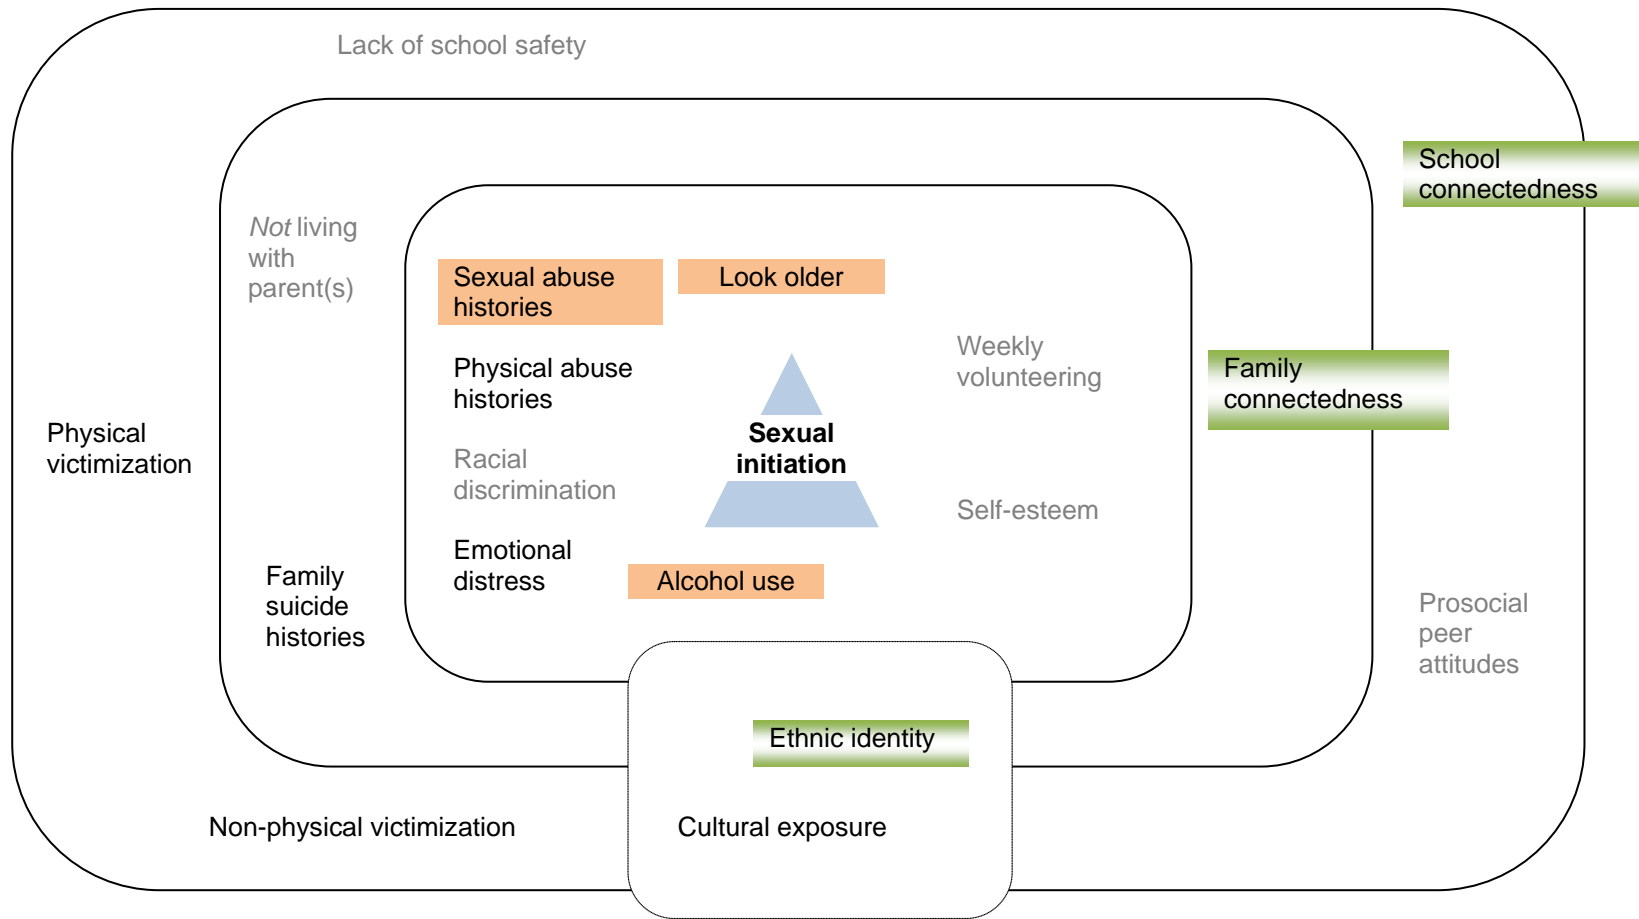 Lack of school safety
School
connectedness
Not living
with
parent(s)
Sexual abuse
histories
Look older
Weekly
volunteering
Physical abuse
histories
Family
connectedness
Physical
victimization
Sexual
initiation
Racial
discrimination
Self-esteem
Emotional
distress
Alcohol use
Family
suicide
histories
Prosocial
peer
attitudes
Ethnic identity
Non-physical victimization
Cultural exposure